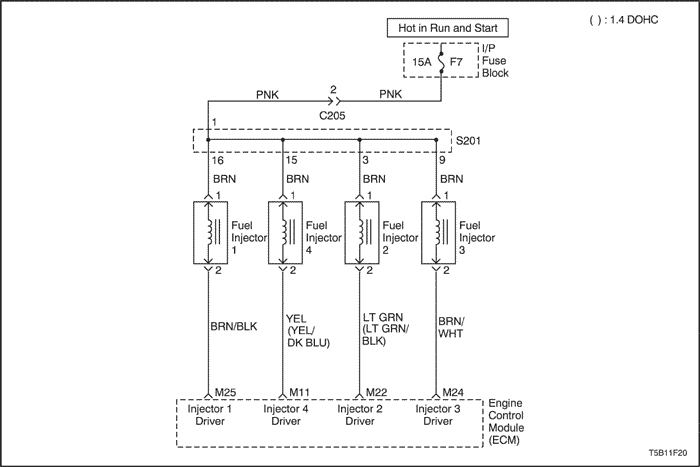 Hot in Run and Start
( ) : 1.4 DOHC
15A
F7
I/P
Fuse
Block
PNK
2
PNK
C205
1
S201
16
15
3
9
BRN
BRN
BRN
BRN
1
1
1
1
Fuel
Injector
1
Fuel
Injector
4
Fuel
Injector
2
Fuel
Injector
3
2
2
2
2
BRN/BLK
YEL
(YEL/
DK BLU)
LT GRN
(LT GRN/
BLK)
BRN/
WHT
M25
M11
M22
M24
Injector 1
Driver
Injector 4
Driver
Injector 2
Driver
Injector 3
Driver
Engine
Control
Module
(ECM)
T5B11F20